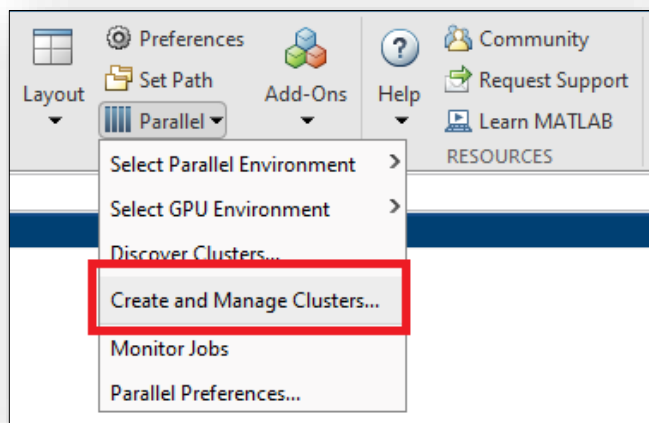 Layout
Preferences
Set Path
Parallel
Add-Ons
Help
Community
Request Support
Learn MATLAB
RESOURCES
Select Parallel Environment
Select GPU Environment
Discover Clusters...
Create and Manage Clusters...
Monitor Jobs
Parallel Preferences...